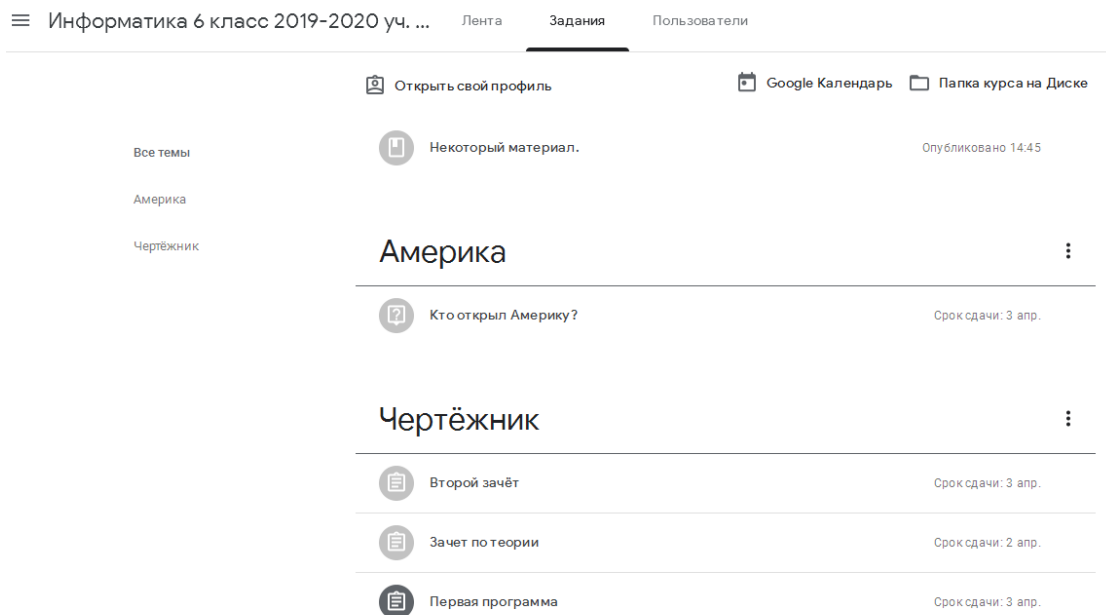 Информатика 6 класс 2019-2020 уч. ... Лента Задания Пользователи
Открыть свой профиль Google Календарь Папка курса на Диске
Некоторый материал. Опубликовано 14:45
Все темы
Америка
Чертёжник
Америка
Кто открыл Америку? Срок сдачи: 3 апр.
Чертёжник
Второй зачёт Срок сдачи: 3 апр.
Зачет по теории Срок сдачи: 2 апр.
Первая программа Срок сдачи: 3 апр.